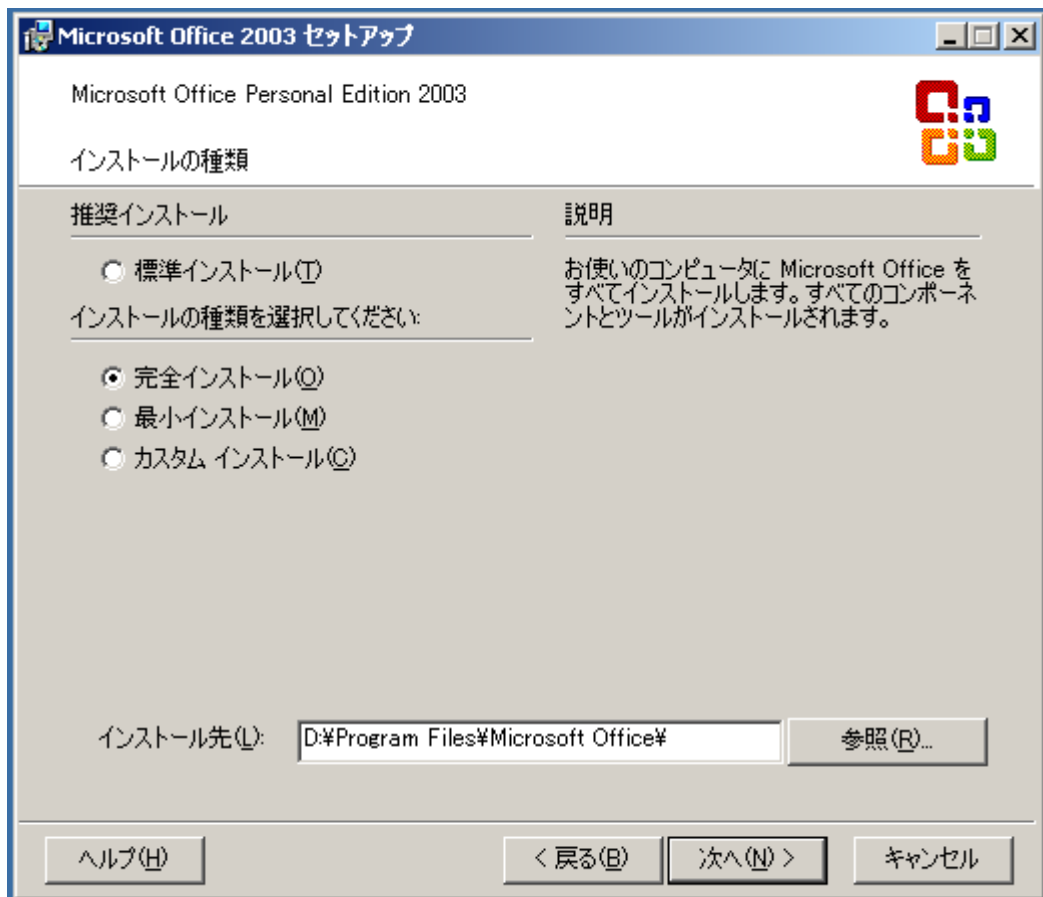 Microsoft Office 2003 セットアップ
Microsoft Office Personal Edition 2003
インストールの種類
推奨インストール
標準インストール(T)
インストールの種類を選択してください:
完全インストール(O)
最小インストール(M)
カスタム インストール(C)
説明
お使いのコンピュータに Microsoft Office を
すべてインストールします。すべてのコンポーネ
ントとツールがインストールされます。
インストール先(L):
D:¥Program Files¥Microsoft Office¥
参照(R)...
ヘルプ(H)
< 戻る(B)
次へ(N) >
キャンセル